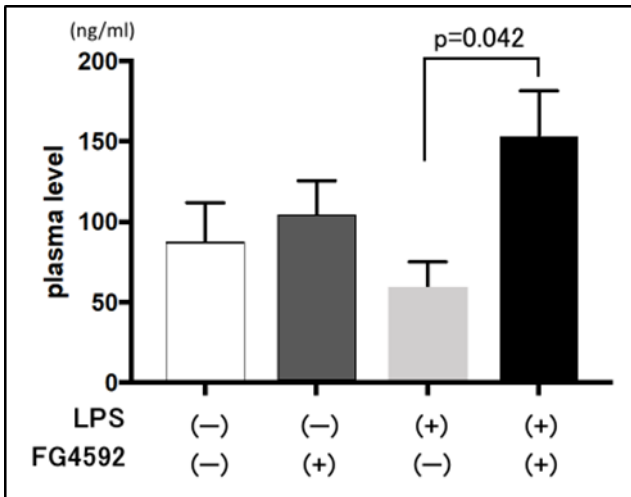 (ng/ml)
p=0.042
200
150
100
50
0
plasma level
LPS (−) (−) (+) (+)
FG4592 (−) (+) (−) (+)